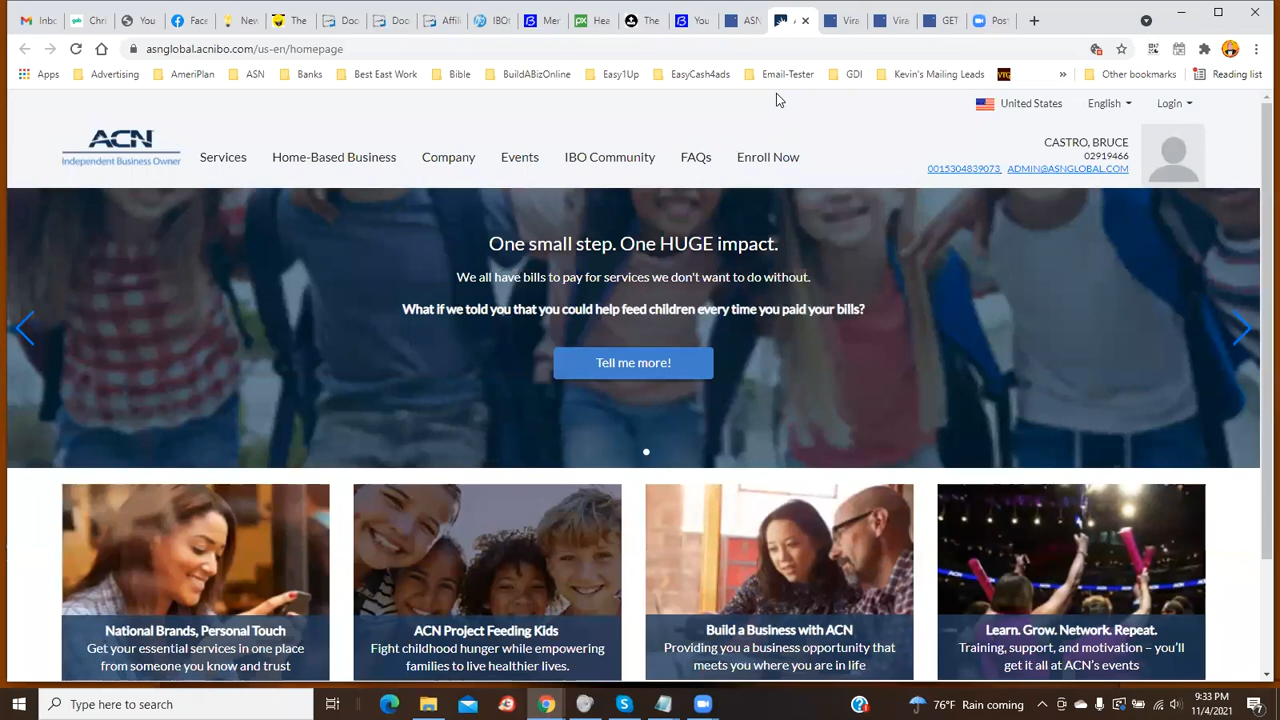 Inbo
Chri
You
Face
New
The
Doc
Doc
Affili
IBO
Mer
Hea
The
You
ASN
Vira
Vira
GET
Post
asnglobal.acnibo.com/us-en/homepage
Apps
Advertising
AmeriPlan
ASN
Banks
Best East Work
Bible
BuildABizOnline
Easy1Up
EasyCash4ads
Email-Tester
GDI
Kevin's Mailing Leads
Other bookmarks
Reading list
United States
English
Login
ACN
Independent Business Owner
Services
Home-Based Business
Company
Events
IBO Community
FAQs
Enroll Now
CASTRO, BRUCE
02919466
0015304839073
ADMIN@ASNGLOBAL.COM
One small step. One HUGE impact.
We all have bills to pay for services we don't want to do without.
What if we told you that you could help feed children every time you paid your bills?
Tell me more!
National Brands, Personal Touch
Get your essential services in one place
from someone you know and trust
ACN Project Feeding Kids
Fight childhood hunger while empowering
families to live healthier lives.
Build a Business with ACN
Providing you a business opportunity that
meets you where you are in life
Learn. Grow. Network. Repeat.
Training, support, and motivation – you'll
get it all at ACN's events
Type here to search
76°F Rain coming
9:33 PM
11/4/2021